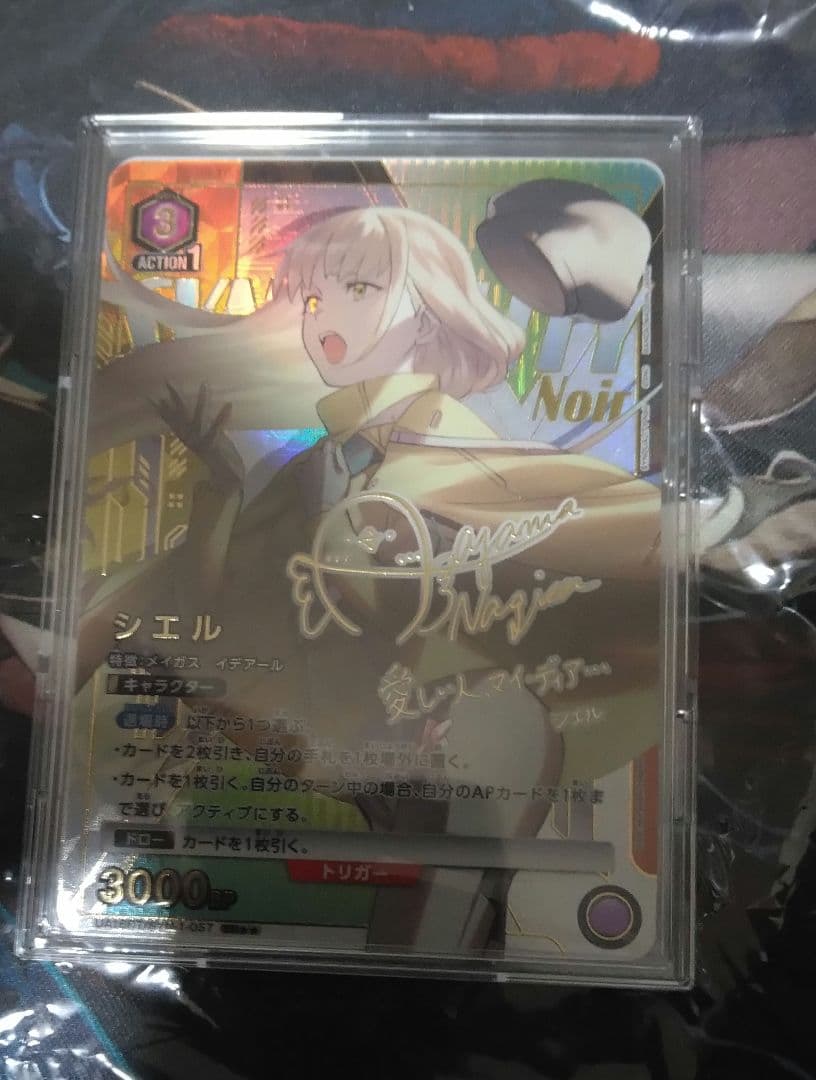 3
ACTION1
Noir
Aoyama
Nagisa
シエル
愛しい人、マイ・ディア…
シエル
特徴:メイガス イデアール
キャラクター
登場時 以下から1つ選ぶ。
・カードを2枚引き、自分の手札を1枚場外に置く。
・カードを1枚引く。自分のターン中の場合、自分のAPカードを1枚ま
で選び、アクティブにする。
ドロー カードを1枚引く。
トリガー
3000BP